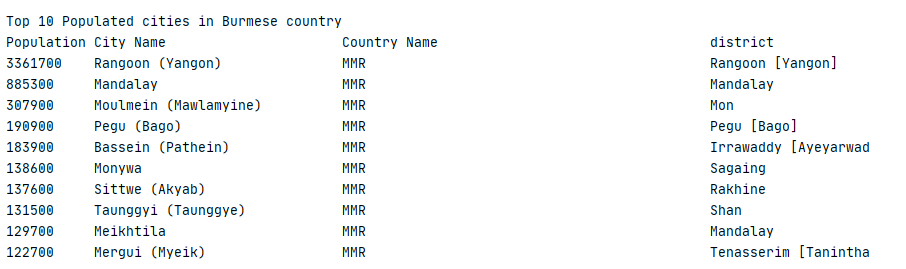 Top 10 Populated cities in Burmese country
Population City Name Country Name district
3361700 Rangoon (Yangon) MMR Rangoon [Yangon]
885300 Mandalay MMR Mandalay
307900 Moulmein (Mawlamyine) MMR Mon
190900 Pegu (Bago) MMR Pegu [Bago]
183900 Bassein (Pathein) MMR Irrawaddy [Ayeyarwad
138600 Monywa MMR Sagaing
137600 Sittwe (Akyab) MMR Rakhine
131500 Taunggyi (Taunggye) MMR Shan
129700 Meikhtila MMR Mandalay
122700 Mergui (Myeik) MMR Tenasserim [Tanintha